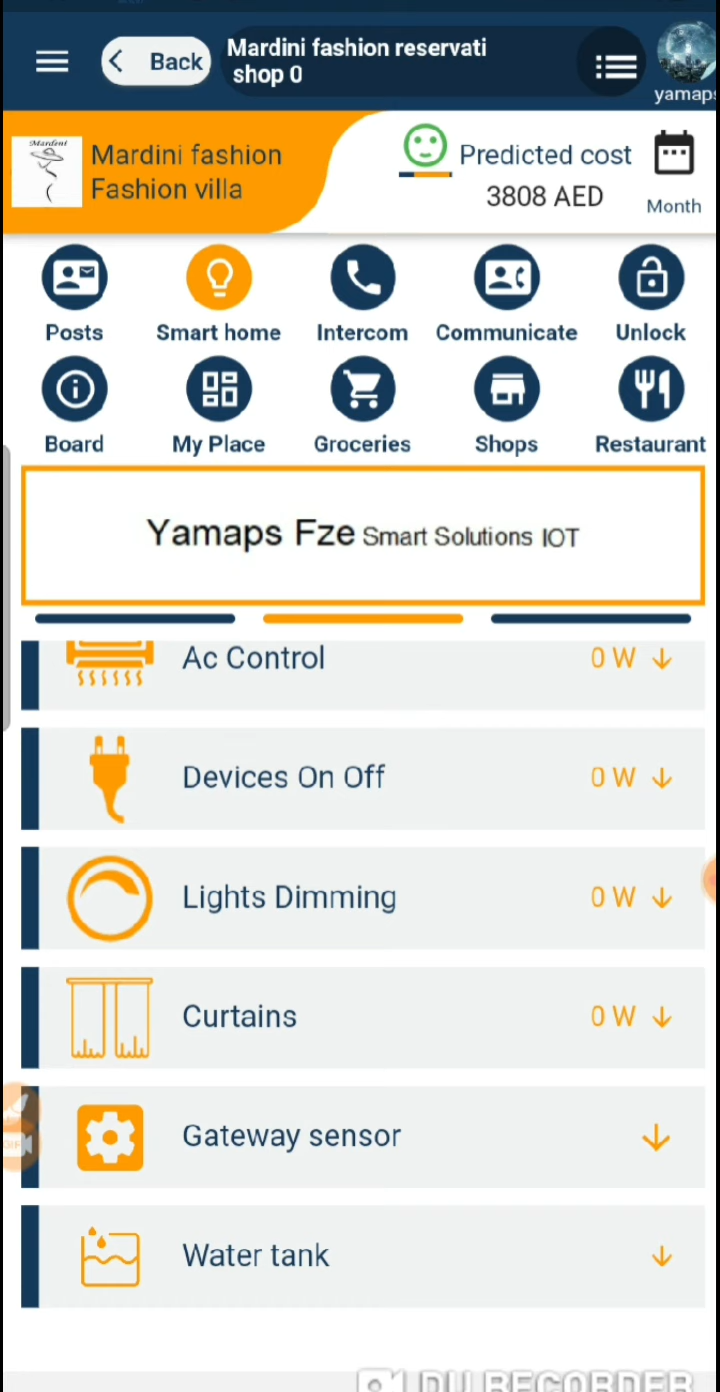 Back
Mardini fashion reservati
shop 0
yamaps
Mardeni
Mardini fashion
Fashion villa
Predicted cost
3808 AED
Month
Posts
Smart home
Intercom
Communicate
Unlock
Board
My Place
Groceries
Shops
Restaurant
Yamaps Fze Smart Solutions IOT
Ac Control 0 W
Devices On Off 0 W
Lights Dimming 0 W
Curtains 0 W
Gateway sensor
Water tank
DU RECORDER